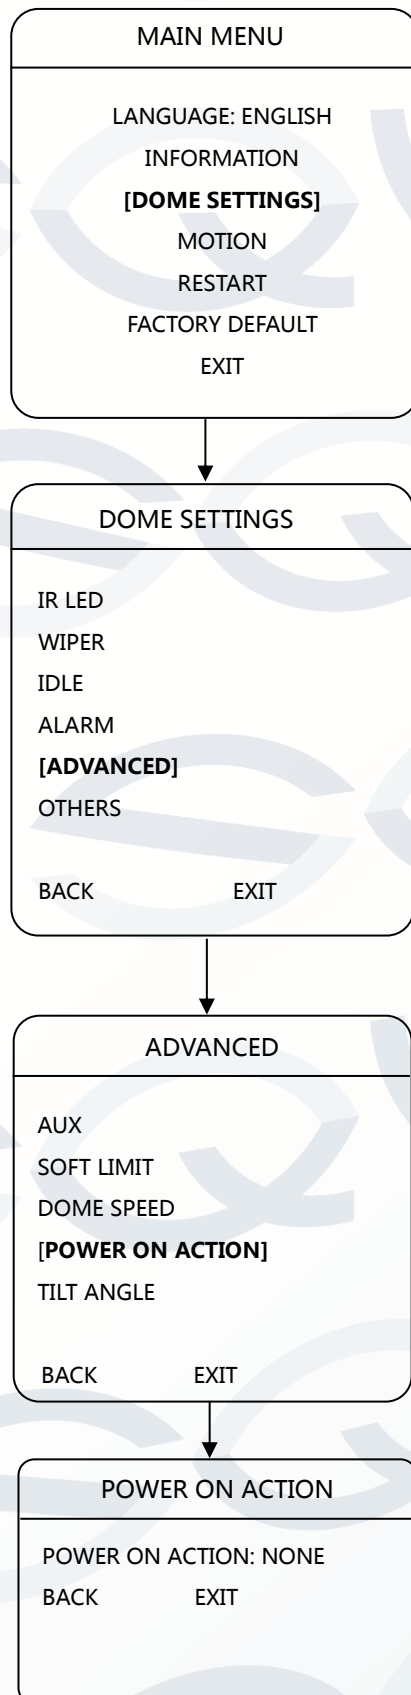 MAIN MENU
LANGUAGE: ENGLISH
INFORMATION
[DOME SETTINGS]
MOTION
RESTART
FACTORY DEFAULT
EXIT
DOME SETTINGS
IR LED
WIPER
IDLE
ALARM
[ADVANCED]
OTHERS
BACK EXIT
ADVANCED
AUX
SOFT LIMIT
DOME SPEED
[POWER ON ACTION]
TILT ANGLE
BACK EXIT
POWER ON ACTION
POWER ON ACTION: NONE
BACK EXIT